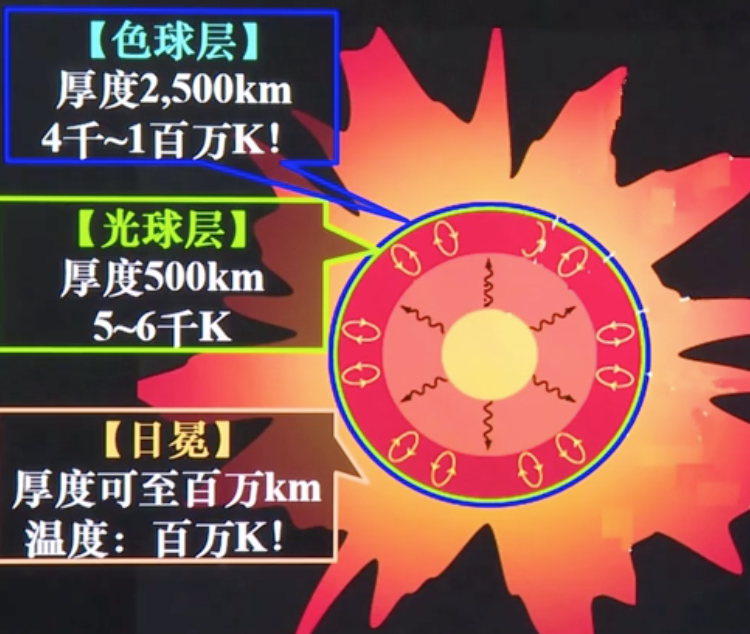 【色球层】
厚度2,500km
4千~1百万K!
【光球层】
厚度500km
5~6千K
【日冕】
厚度可至百万km
温度：百万K!